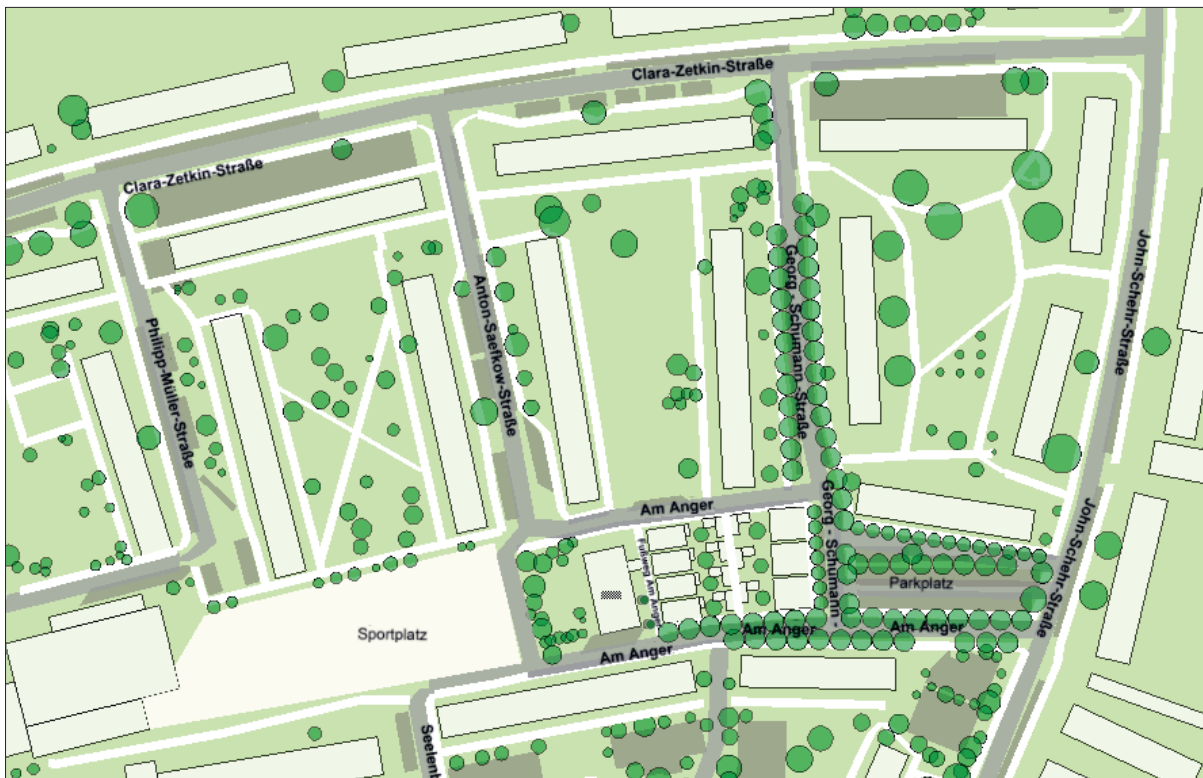 Clara-Zetkin-Straße
Clara-Zetkin-Straße
John-Schehr-Straße
Georg - Schumann -Straße
Anton-Saefkow-Straße
Philipp-Müller-Straße
Am Anger
Georg - Schumann -
John-Schehr-Straße
Fußweg Am Anger
Parkplatz
Sportplatz
Am Anger
Am Anger
Am Anger
Seelenb